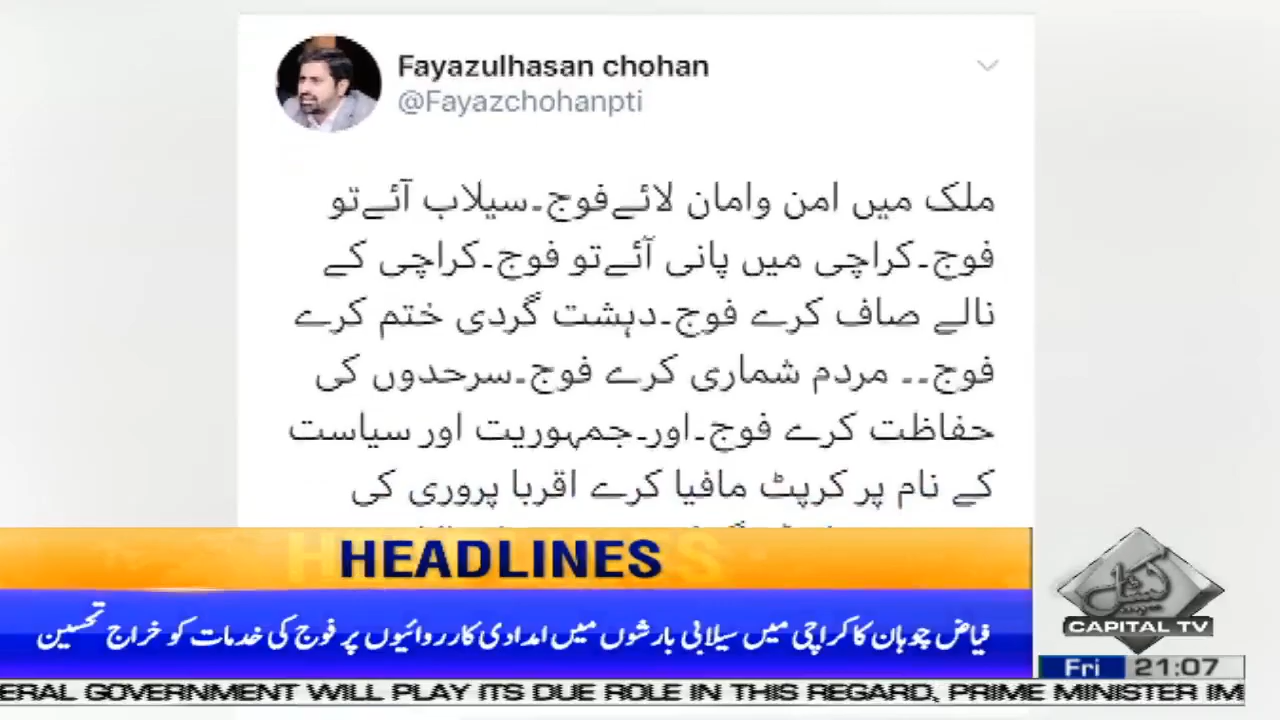 Fayazulhasan chohan
@Fayazchohanpti
ملک میں امن وامان لائے فوج۔سیلاب آئے تو
فوج۔کراچی میں پانی آئے تو فوج۔کراچی کے
نالے صاف کرے فوج۔دہشت گردی ختم کرے
فوج۔۔ مردم شماری کرے فوج۔سرحدوں کی
حفاظت کرے فوج۔اور۔جمہوریت اور سیاست
کے نام پر کرپٹ مافیا کرے اقربا پروری کی
HEADLINES
فیاض چوہان کا کراچی میں سیلابی بارشوں میں امدادی کارروائیوں پر فوج کی خدمات کو خراج تحسین
کیپیٹل
CAPITAL TV
Fri 21:07
ERAL GOVERNMENT WILL PLAY ITS DUE ROLE IN THIS REGARD, PRIME MINISTER IM